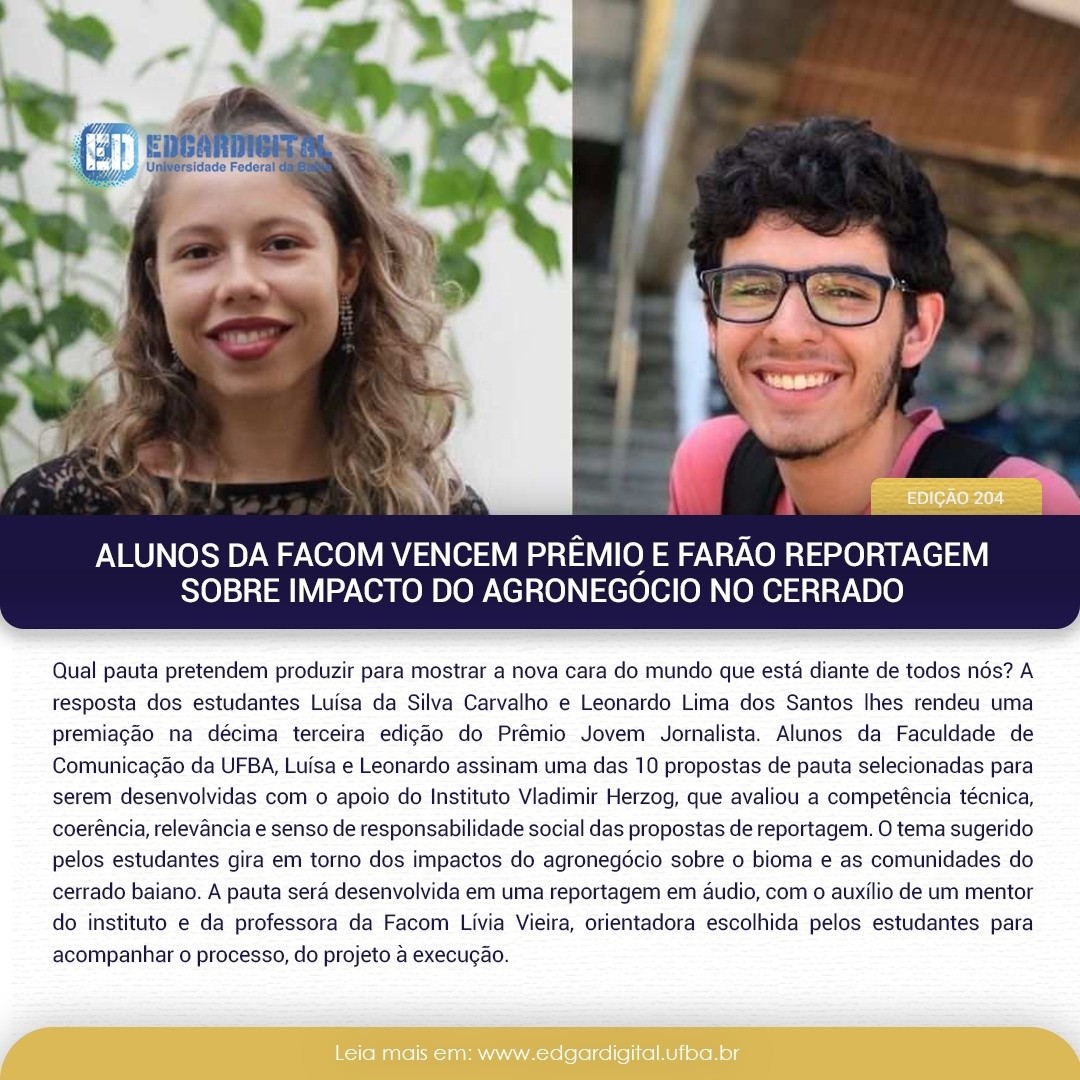 ED EDGARDIGITAL
Universidade Federal da Bahia
EDIÇÃO 204
ALUNOS DA FACOM VENCEM PRÊMIO E FARÃO REPORTAGEM
SOBRE IMPACTO DO AGRONEGÓCIO NO CERRADO
Qual pauta pretendem produzir para mostrar a nova cara do mundo que está diante de todos nós? A
resposta dos estudantes Luísa da Silva Carvalho e Leonardo Lima dos Santos lhes rendeu uma
premiação na décima terceira edição do Prêmio Jovem Jornalista. Alunos da Faculdade de
Comunicação da UFBA, Luísa e Leonardo assinam uma das 10 propostas de pauta selecionadas para
serem desenvolvidas com o apoio do Instituto Vladimir Herzog, que avaliou a competência técnica,
coerência, relevância e senso de responsabilidade social das propostas de reportagem. O tema sugerido
pelos estudantes gira em torno dos impactos do agronegócio sobre o bioma e as comunidades do
cerrado baiano. A pauta será desenvolvida em uma reportagem em áudio, com o auxílio de um mentor
do instituto e da professora da Facom Lívia Vieira, orientadora escolhida pelos estudantes para
acompanhar o processo, do projeto à execução.
Leia mais em: www.edgardigital.ufba.br